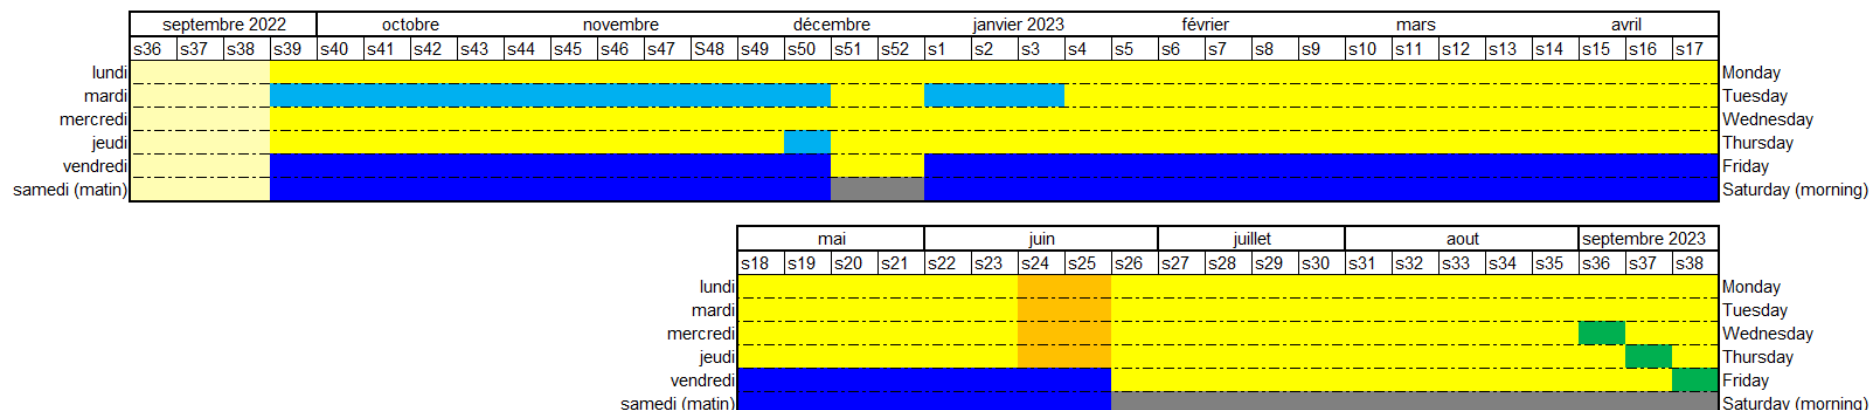 septembre 2022 octobre novembre décembre janvier 2023 février mars avril
s36 s37 s38 s39 s40 s41 s42 s43 s44 s45 s46 s47 S48 s49 s50 s51 s52 s1 s2 s3 s4 s5 s6 s7 s8 s9 s10 s11 s12 s13 s14 s15 s16 s17
lundi Monday
mardi Tuesday
mercredi Wednesday
jeudi Thursday
vendredi Friday
samedi (matin) Saturday (morning)
mai juin juillet aout septembre 2023
s18 s19 s20 s21 s22 s23 s24 s25 s26 s27 s28 s29 s30 s31 s32 s33 s34 s35 s36 s37 s38
lundi Monday
mardi Tuesday
mercredi Wednesday
jeudi Thursday
vendredi Friday
samedi (matin) Saturday (morning)